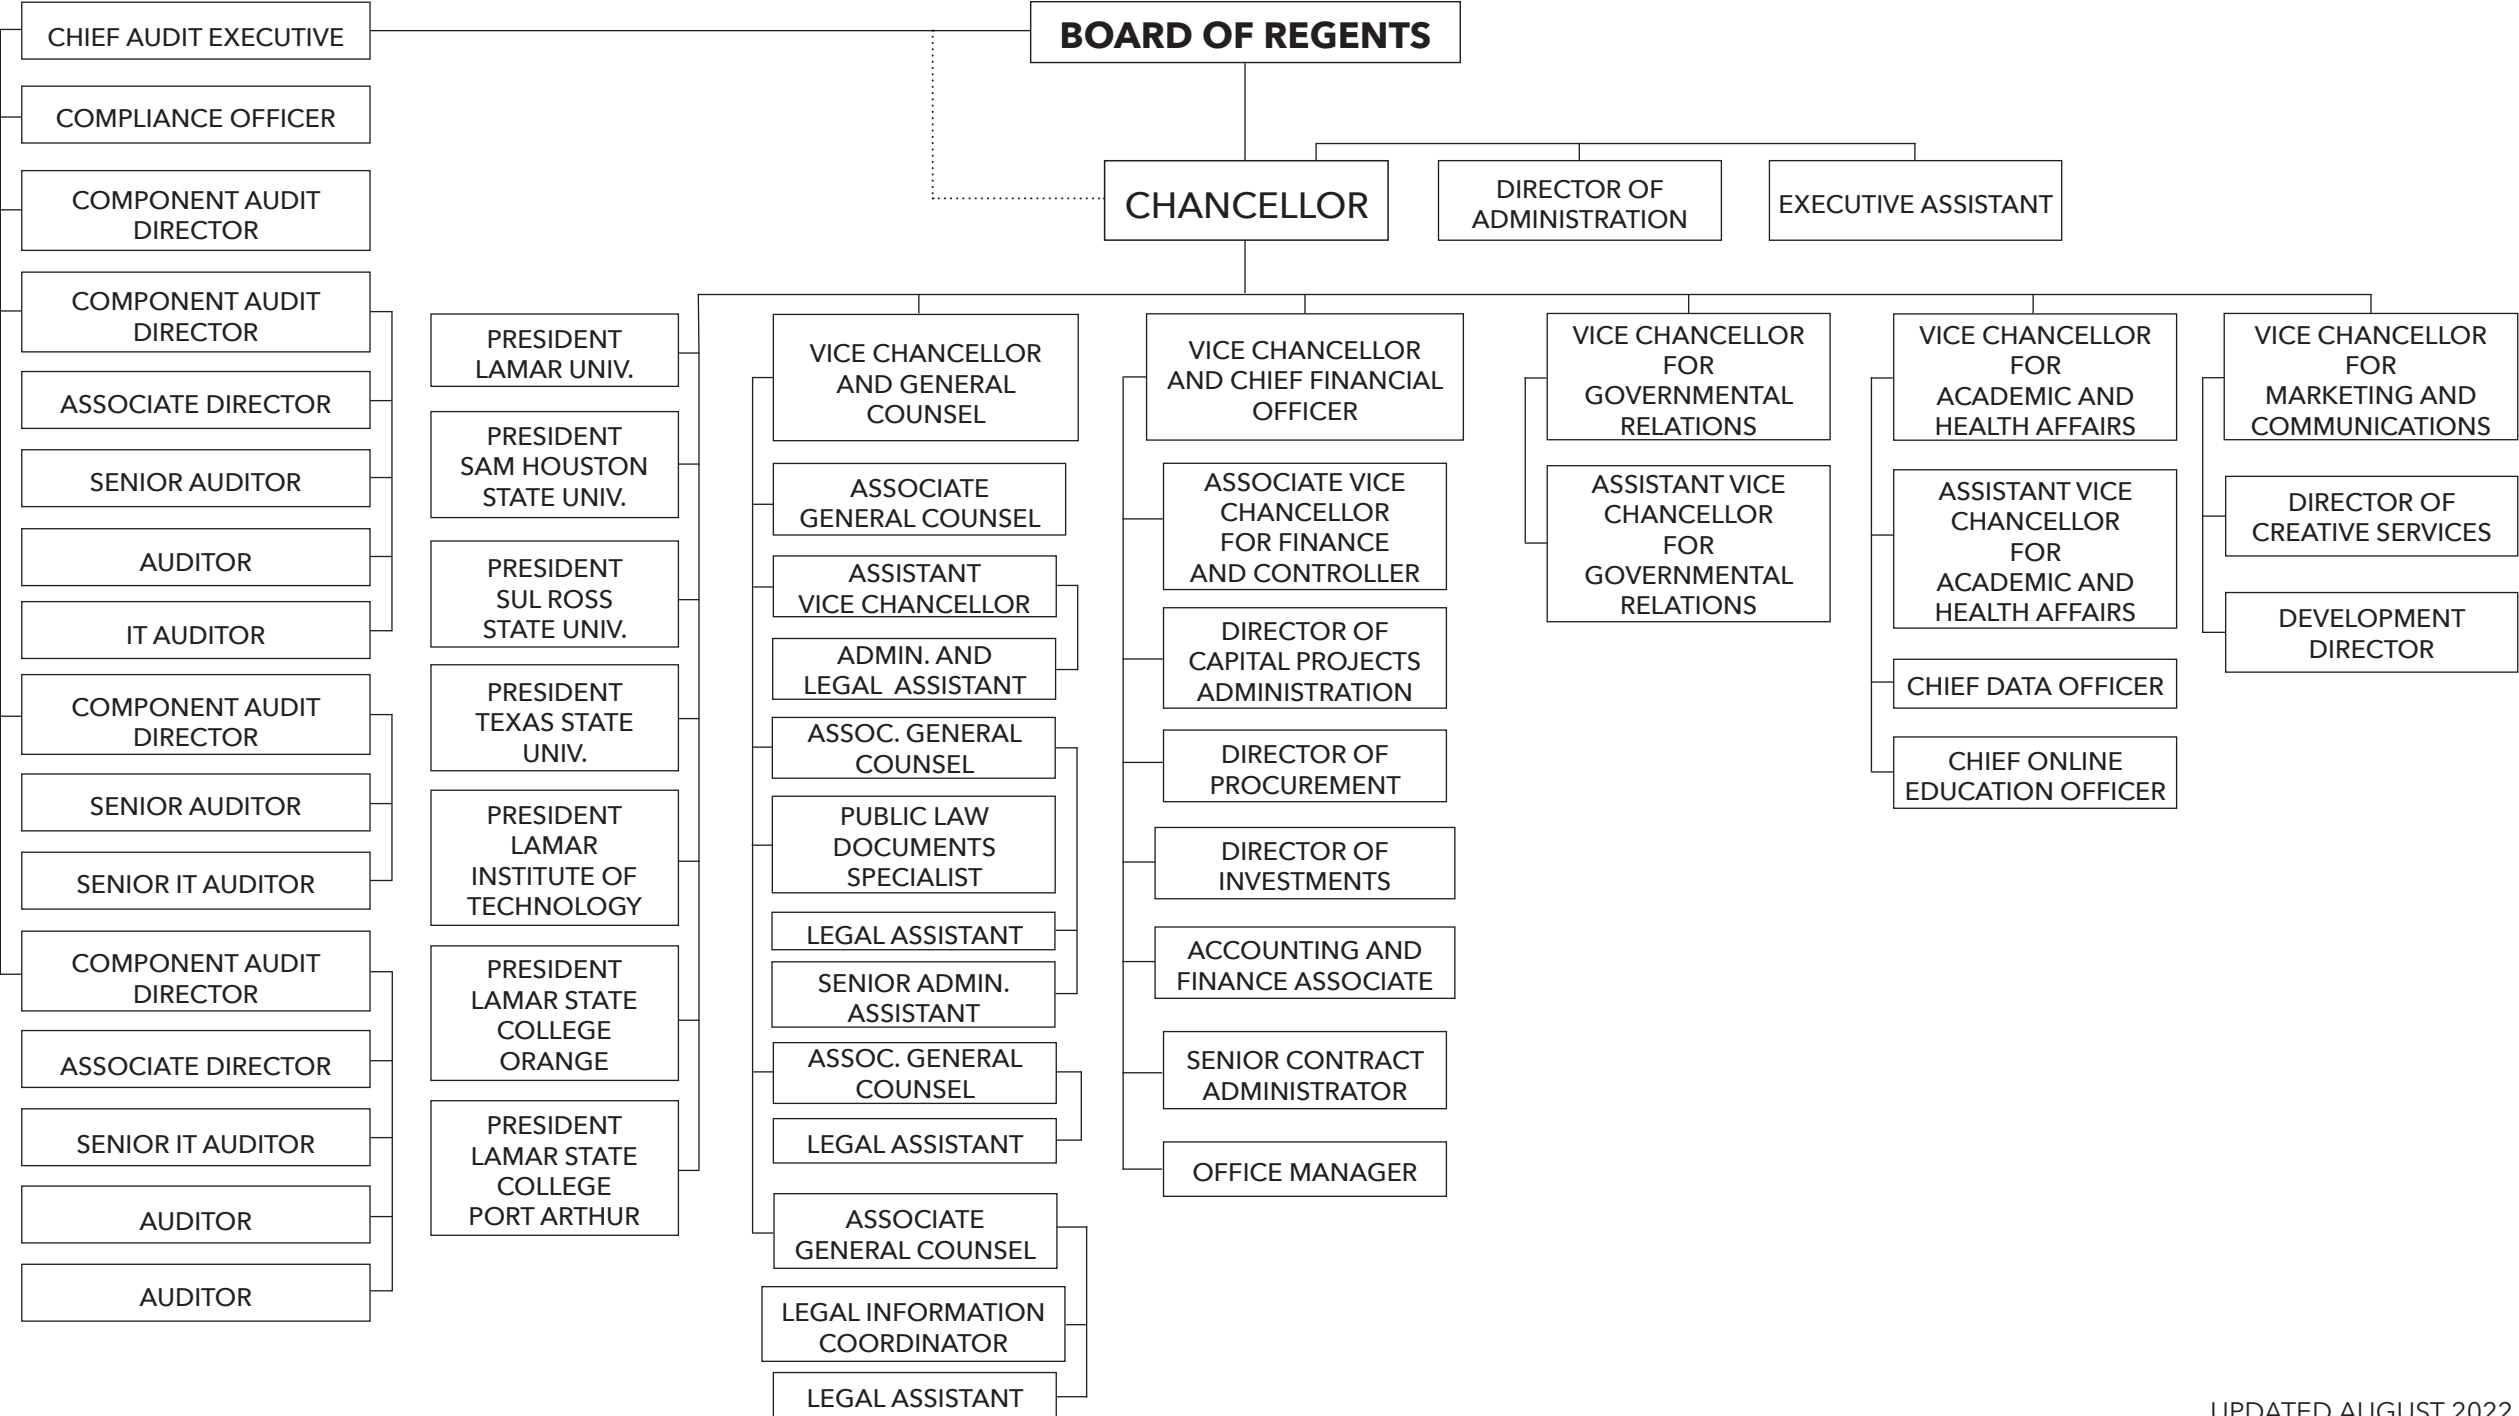 CHIEF AUDIT EXECUTIVE
BOARD OF REGENTS
COMPLIANCE OFFICER
COMPONENT AUDIT
DIRECTOR
COMPONENT AUDIT
DIRECTOR
ASSOCIATE DIRECTOR
SENIOR AUDITOR
AUDITOR
IT AUDITOR
COMPONENT AUDIT
DIRECTOR
SENIOR AUDITOR
SENIOR IT AUDITOR
COMPONENT AUDIT
DIRECTOR
ASSOCIATE DIRECTOR
SENIOR IT AUDITOR
AUDITOR
AUDITOR
CHANCELLOR
DIRECTOR OF
ADMINISTRATION
EXECUTIVE ASSISTANT
PRESIDENT
LAMAR UNIV.
PRESIDENT
SAM HOUSTON
STATE UNIV.
PRESIDENT
SUL ROSS
STATE UNIV.
PRESIDENT
TEXAS STATE
UNIV.
PRESIDENT
LAMAR
INSTITUTE OF
TECHNOLOGY
PRESIDENT
LAMAR STATE
COLLEGE
ORANGE
PRESIDENT
LAMAR STATE
COLLEGE
PORT ARTHUR
VICE CHANCELLOR
AND GENERAL
COUNSEL
ASSOCIATE
GENERAL COUNSEL
ASSISTANT
VICE CHANCELLOR
ADMIN. AND
LEGAL ASSISTANT
ASSOC. GENERAL
COUNSEL
PUBLIC LAW
DOCUMENTS
SPECIALIST
LEGAL ASSISTANT
SENIOR ADMIN.
ASSISTANT
ASSOC. GENERAL
COUNSEL
LEGAL ASSISTANT
ASSOCIATE
GENERAL COUNSEL
LEGAL INFORMATION
COORDINATOR
LEGAL ASSISTANT
VICE CHANCELLOR
AND CHIEF FINANCIAL
OFFICER
ASSOCIATE VICE
CHANCELLOR
FOR FINANCE
AND CONTROLLER
DIRECTOR OF
CAPITAL PROJECTS
ADMINISTRATION
DIRECTOR OF
PROCUREMENT
DIRECTOR OF
INVESTMENTS
ACCOUNTING AND
FINANCE ASSOCIATE
SENIOR CONTRACT
ADMINISTRATOR
OFFICE MANAGER
VICE CHANCELLOR
FOR
GOVERNMENTAL
RELATIONS
ASSISTANT VICE
CHANCELLOR
FOR
GOVERNMENTAL
RELATIONS
VICE CHANCELLOR
FOR
ACADEMIC AND
HEALTH AFFAIRS
ASSISTANT VICE
CHANCELLOR
FOR
ACADEMIC AND
HEALTH AFFAIRS
CHIEF DATA OFFICER
CHIEF ONLINE
EDUCATION OFFICER
VICE CHANCELLOR
FOR
MARKETING AND
COMMUNICATIONS
DIRECTOR OF
CREATIVE SERVICES
DEVELOPMENT
DIRECTOR
UPDATED AUGUST 2022